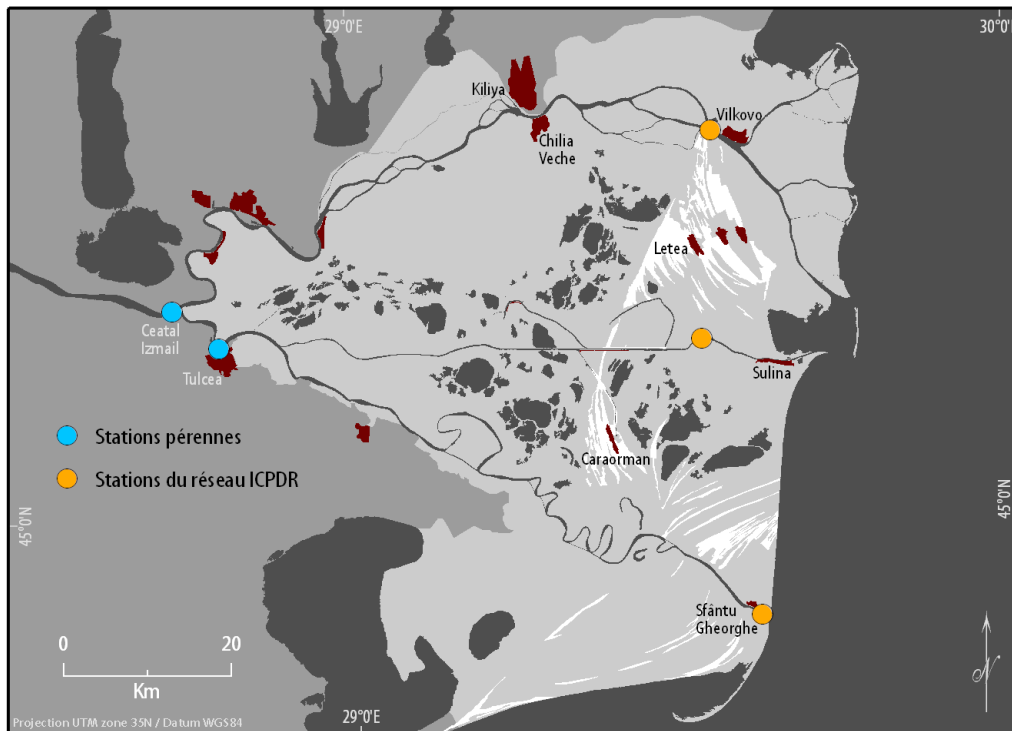 29°0'E
30°0'E
Kiliya
Chilia
Veche
Vilkovo
Letea
Ceatal
Izmail
Tulcea
Sulina
Stations pérennes
Caraorman
Stations du réseau ICPDR
45°0'N
45°0'N
Sfântu
Gheorghe
0
20
Km
N
29°0'E
Projection UTM zone 35N / Datum WGS84